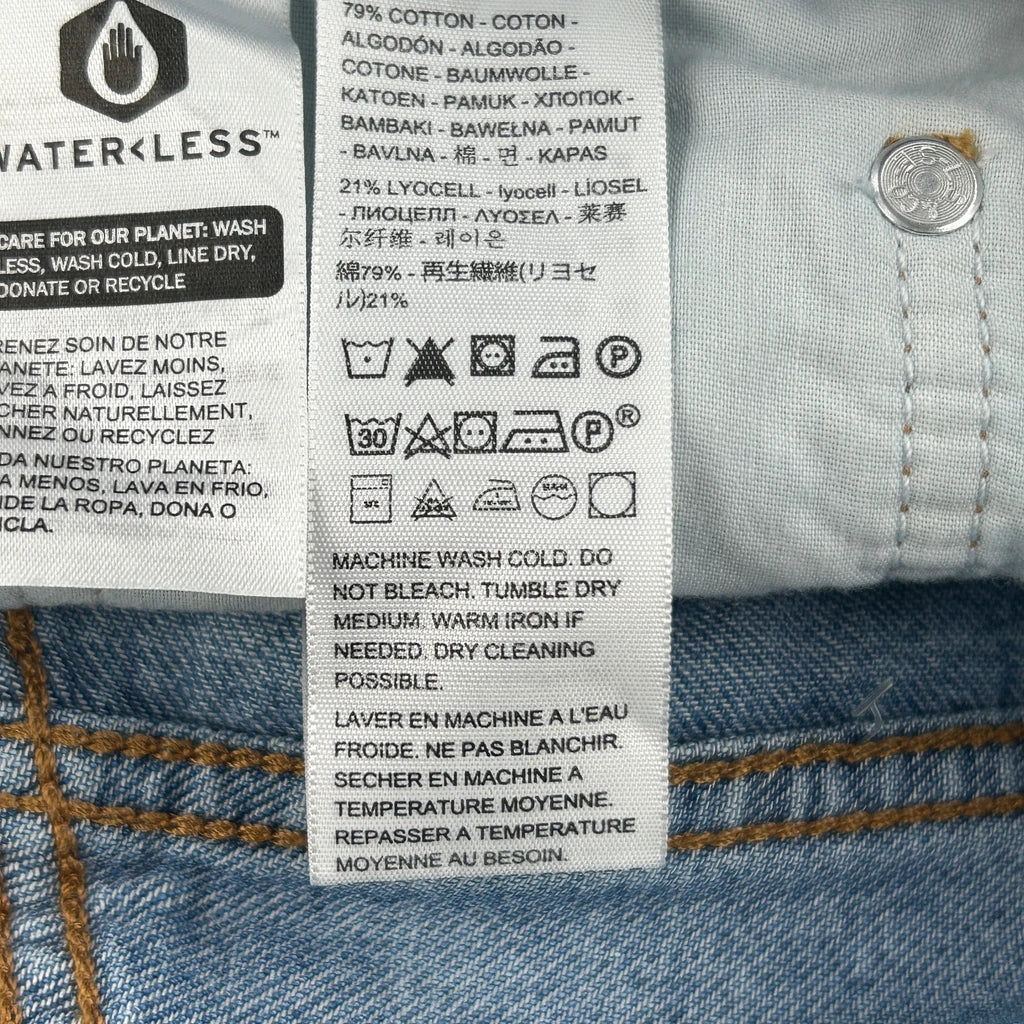 WATER<LESS™
CARE FOR OUR PLANET: WASH
LESS, WASH COLD, LINE DRY,
DONATE OR RECYCLE
RENEZ SOIN DE NOTRE
ANETE: LAVEZ MOINS,
VEZ A FROID, LAISSEZ
CHER NATURELLEMENT,
NNEZ OU RECYCLEZ
DA NUESTRO PLANETA:
A MENOS, LAVA EN FRIO,
NDE LA ROPA, DONA O
ICLA.
79% COTTON - COTON -
ALGODÓN - ALGODÃO -
COTONE - BAUMWOLLE -
KATOEN - PAMUK - ХЛОПОК -
BAMBAKI - BAWEŁNA - PAMUT
- BAVLNA - 棉 - 면 - KAPAS
21% LYOCELL - lyocell - LİOSEL
- ЛИОЦЕЛЛ - ΛΥΟΣΕΛ - 莱赛
尔纤维 - 레이온
綿79% - 再生繊維(リヨセ
ル)21%
P
30 P ®
MACHINE WASH COLD. DO
NOT BLEACH. TUMBLE DRY
MEDIUM. WARM IRON IF
NEEDED. DRY CLEANING
POSSIBLE.
LAVER EN MACHINE A L'EAU
FROIDE. NE PAS BLANCHIR.
SECHER EN MACHINE A
TEMPERATURE MOYENNE.
REPASSER A TEMPERATURE
MOYENNE AU BESOIN.